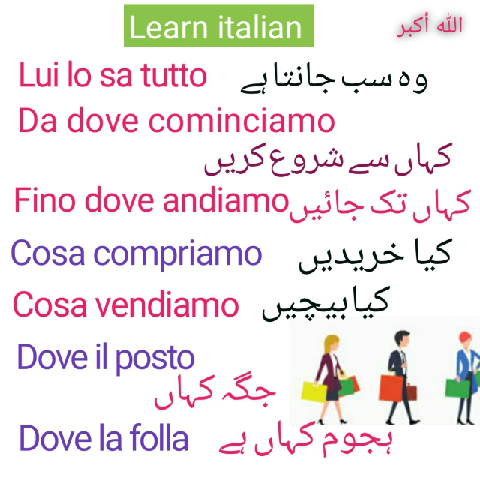 Learn italian
الله أكبر
Lui lo sa tutto وہ سب جانتا ہے
Da dove cominciamo
کہاں سے شروع کریں
Fino dove andiamo کہاں تک جائیں
Cosa compriamo کیا خریدیں
Cosa vendiamo کیا بیچیں
Dove il posto
جگہ کہاں
Dove la folla ہجوم کہاں ہے